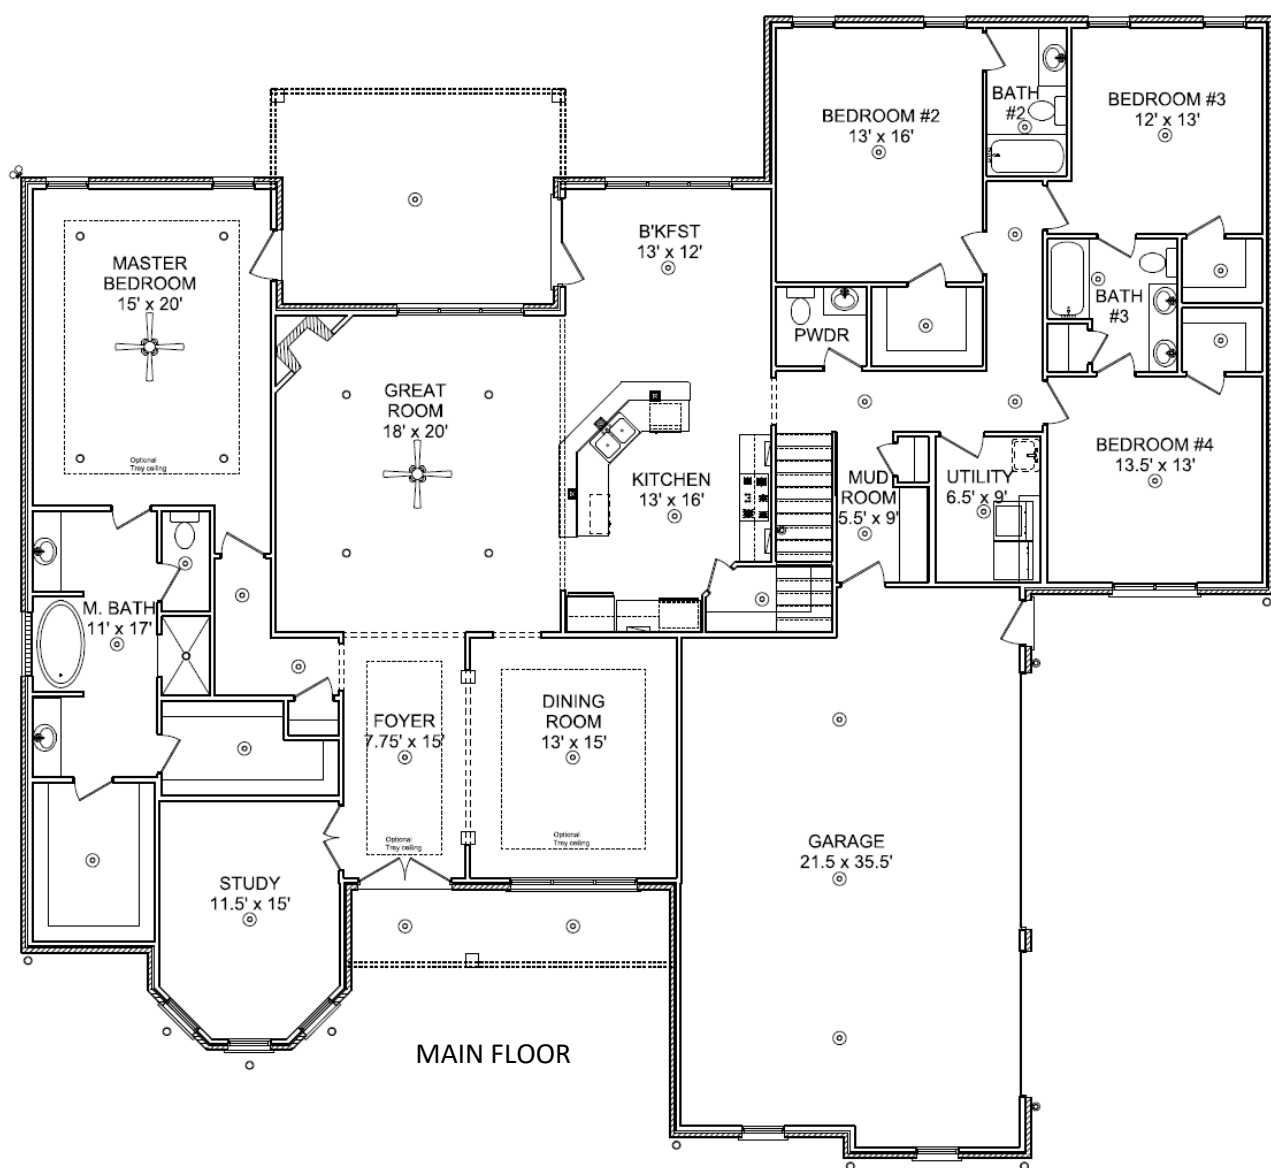 BEDROOM #2
13' x 16'
BATH
#2
BEDROOM #3
12' x 13'
MASTER
BEDROOM
15' x 20'
Optional
Trey ceiling
B'KFST
13' x 12'
PWDR
BATH
#3
GREAT
ROOM
18' x 20'
KITCHEN
13' x 16'
MUD
ROOM
5.5' x 9'
UTILITY
6.5' x 9'
BEDROOM #4
13.5' x 13'
M. BATH
11' x 17'
FOYER
7.75' x 15'
Optional
Trey ceiling
DINING
ROOM
13' x 15'
Optional
Trey ceiling
GARAGE
21.5 x 35.5'
STUDY
11.5' x 15'
MAIN FLOOR